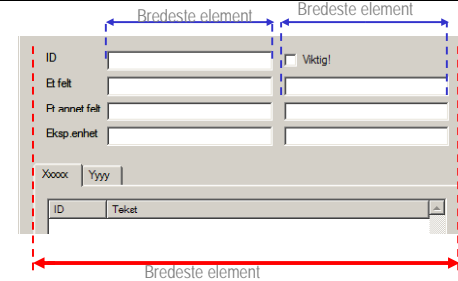 Bredeste element
Bredeste element
ID
Viktig!
Et felt
Et annet felt
Eksp.enhet
Xxxxx
Yyyy
ID
Tekst
Bredeste element